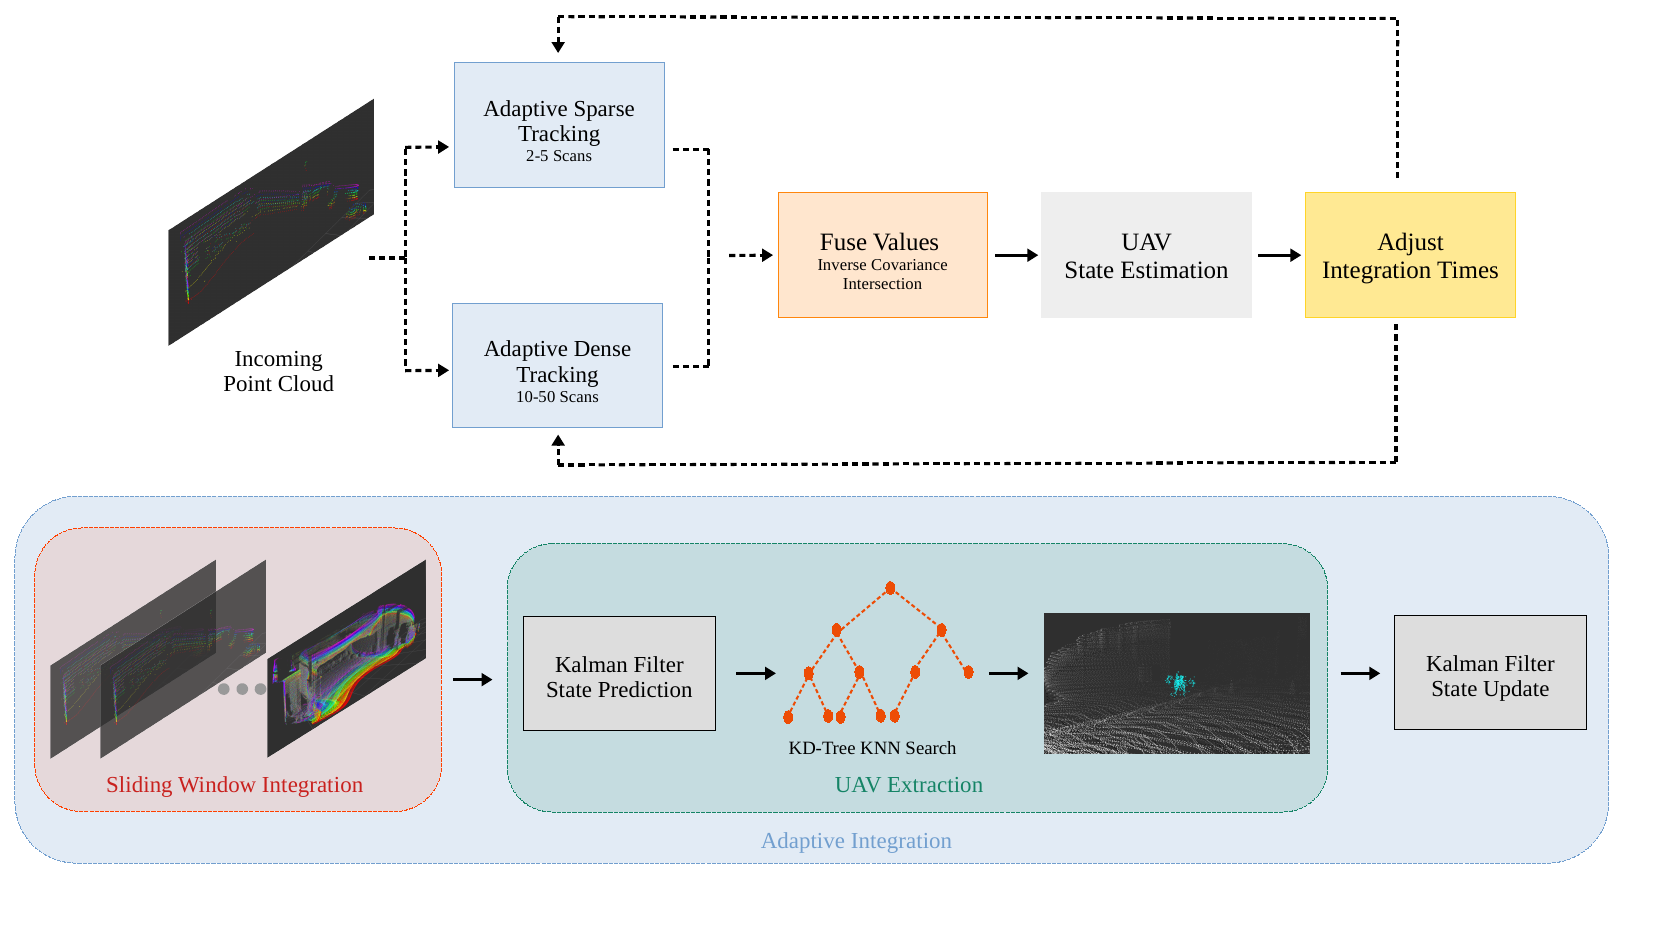 Adaptive Sparse
Tracking
2-5 Scans
Incoming
Point Cloud
Adaptive Dense
Tracking
10-50 Scans
Fuse Values
Inverse Covariance
Intersection
UAV
State Estimation
Adjust
Integration Times
Sliding Window Integration
Kalman Filter
State Prediction
KD-Tree KNN Search
UAV Extraction
Kalman Filter
State Update
Adaptive Integration